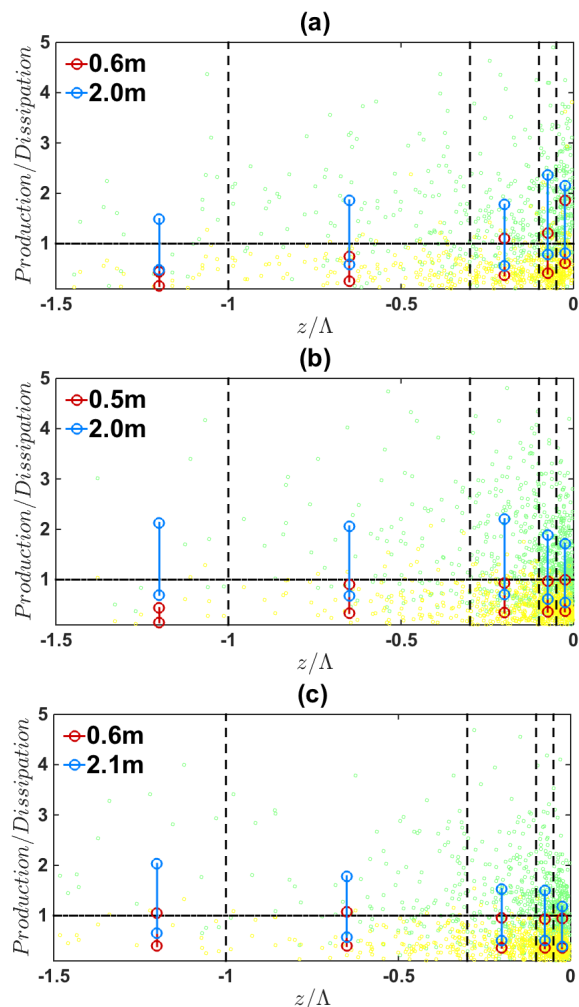 (a)
5
4
3
2
1
Production/Dissipation
0.6m
2.0m
-1.5
-1
-0.5
0
z/Λ
(b)
5
4
3
2
1
Production/Dissipation
0.5m
2.0m
-1.5
-1
-0.5
0
z/Λ
(c)
5
4
3
2
1
Production/Dissipation
0.6m
2.1m
-1.5
-1
-0.5
0
z/Λ